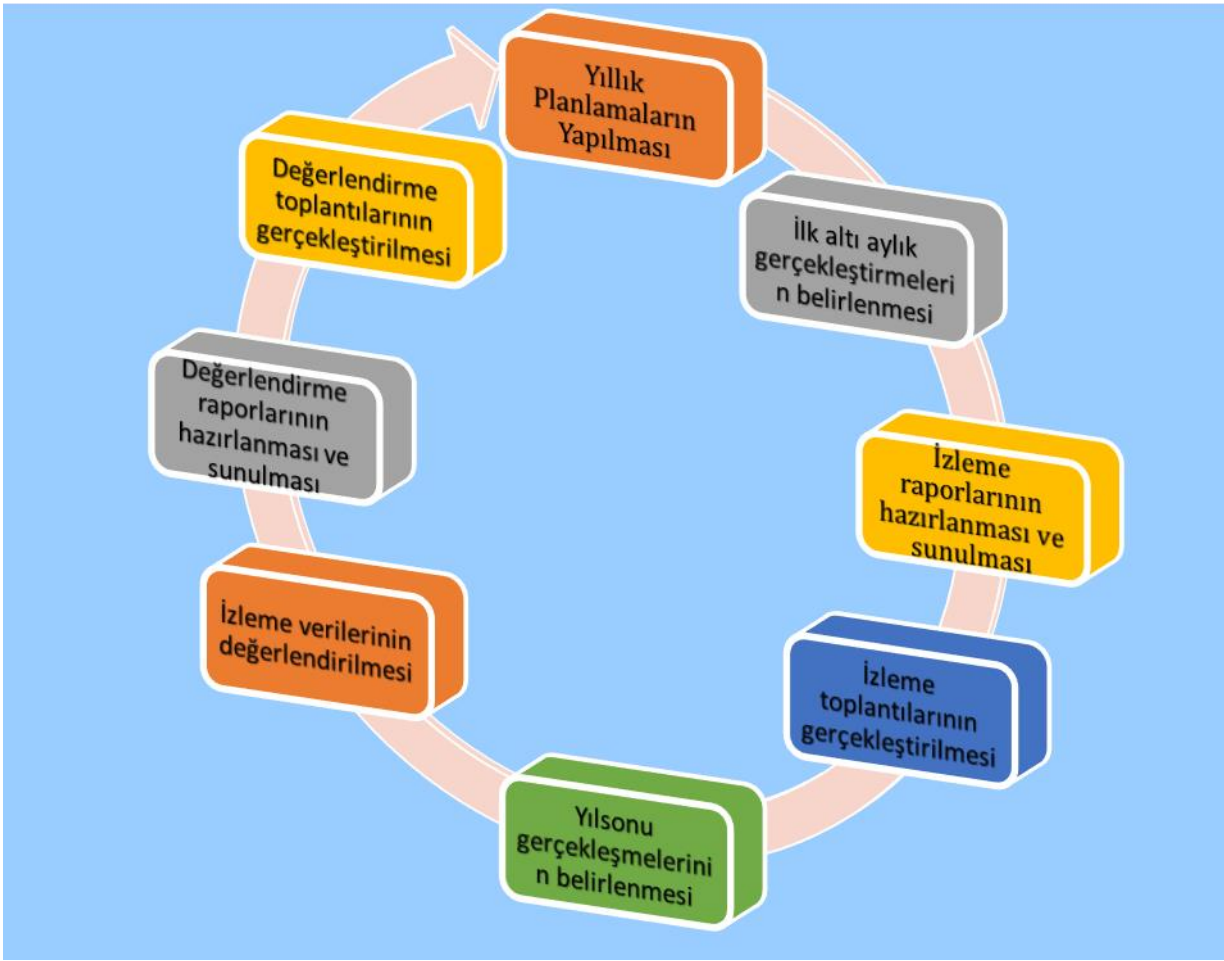 Yıllık
Planlamaların
Yapılması
İlk altı aylık
gerçekleştirmeleri
n belirlenmesi
İzleme
raporlarının
hazırlanması ve
sunulması
İzleme
toplantılarının
gerçekleştirilmesi
Yılsonu
gerçekleşmelerini
n belirlenmesi
İzleme verilerinin
değerlendirilmesi
Değerlendirme
raporlarının
hazırlanması ve
sunulması
Değerlendirme
toplantılarının
gerçekleştirilmesi